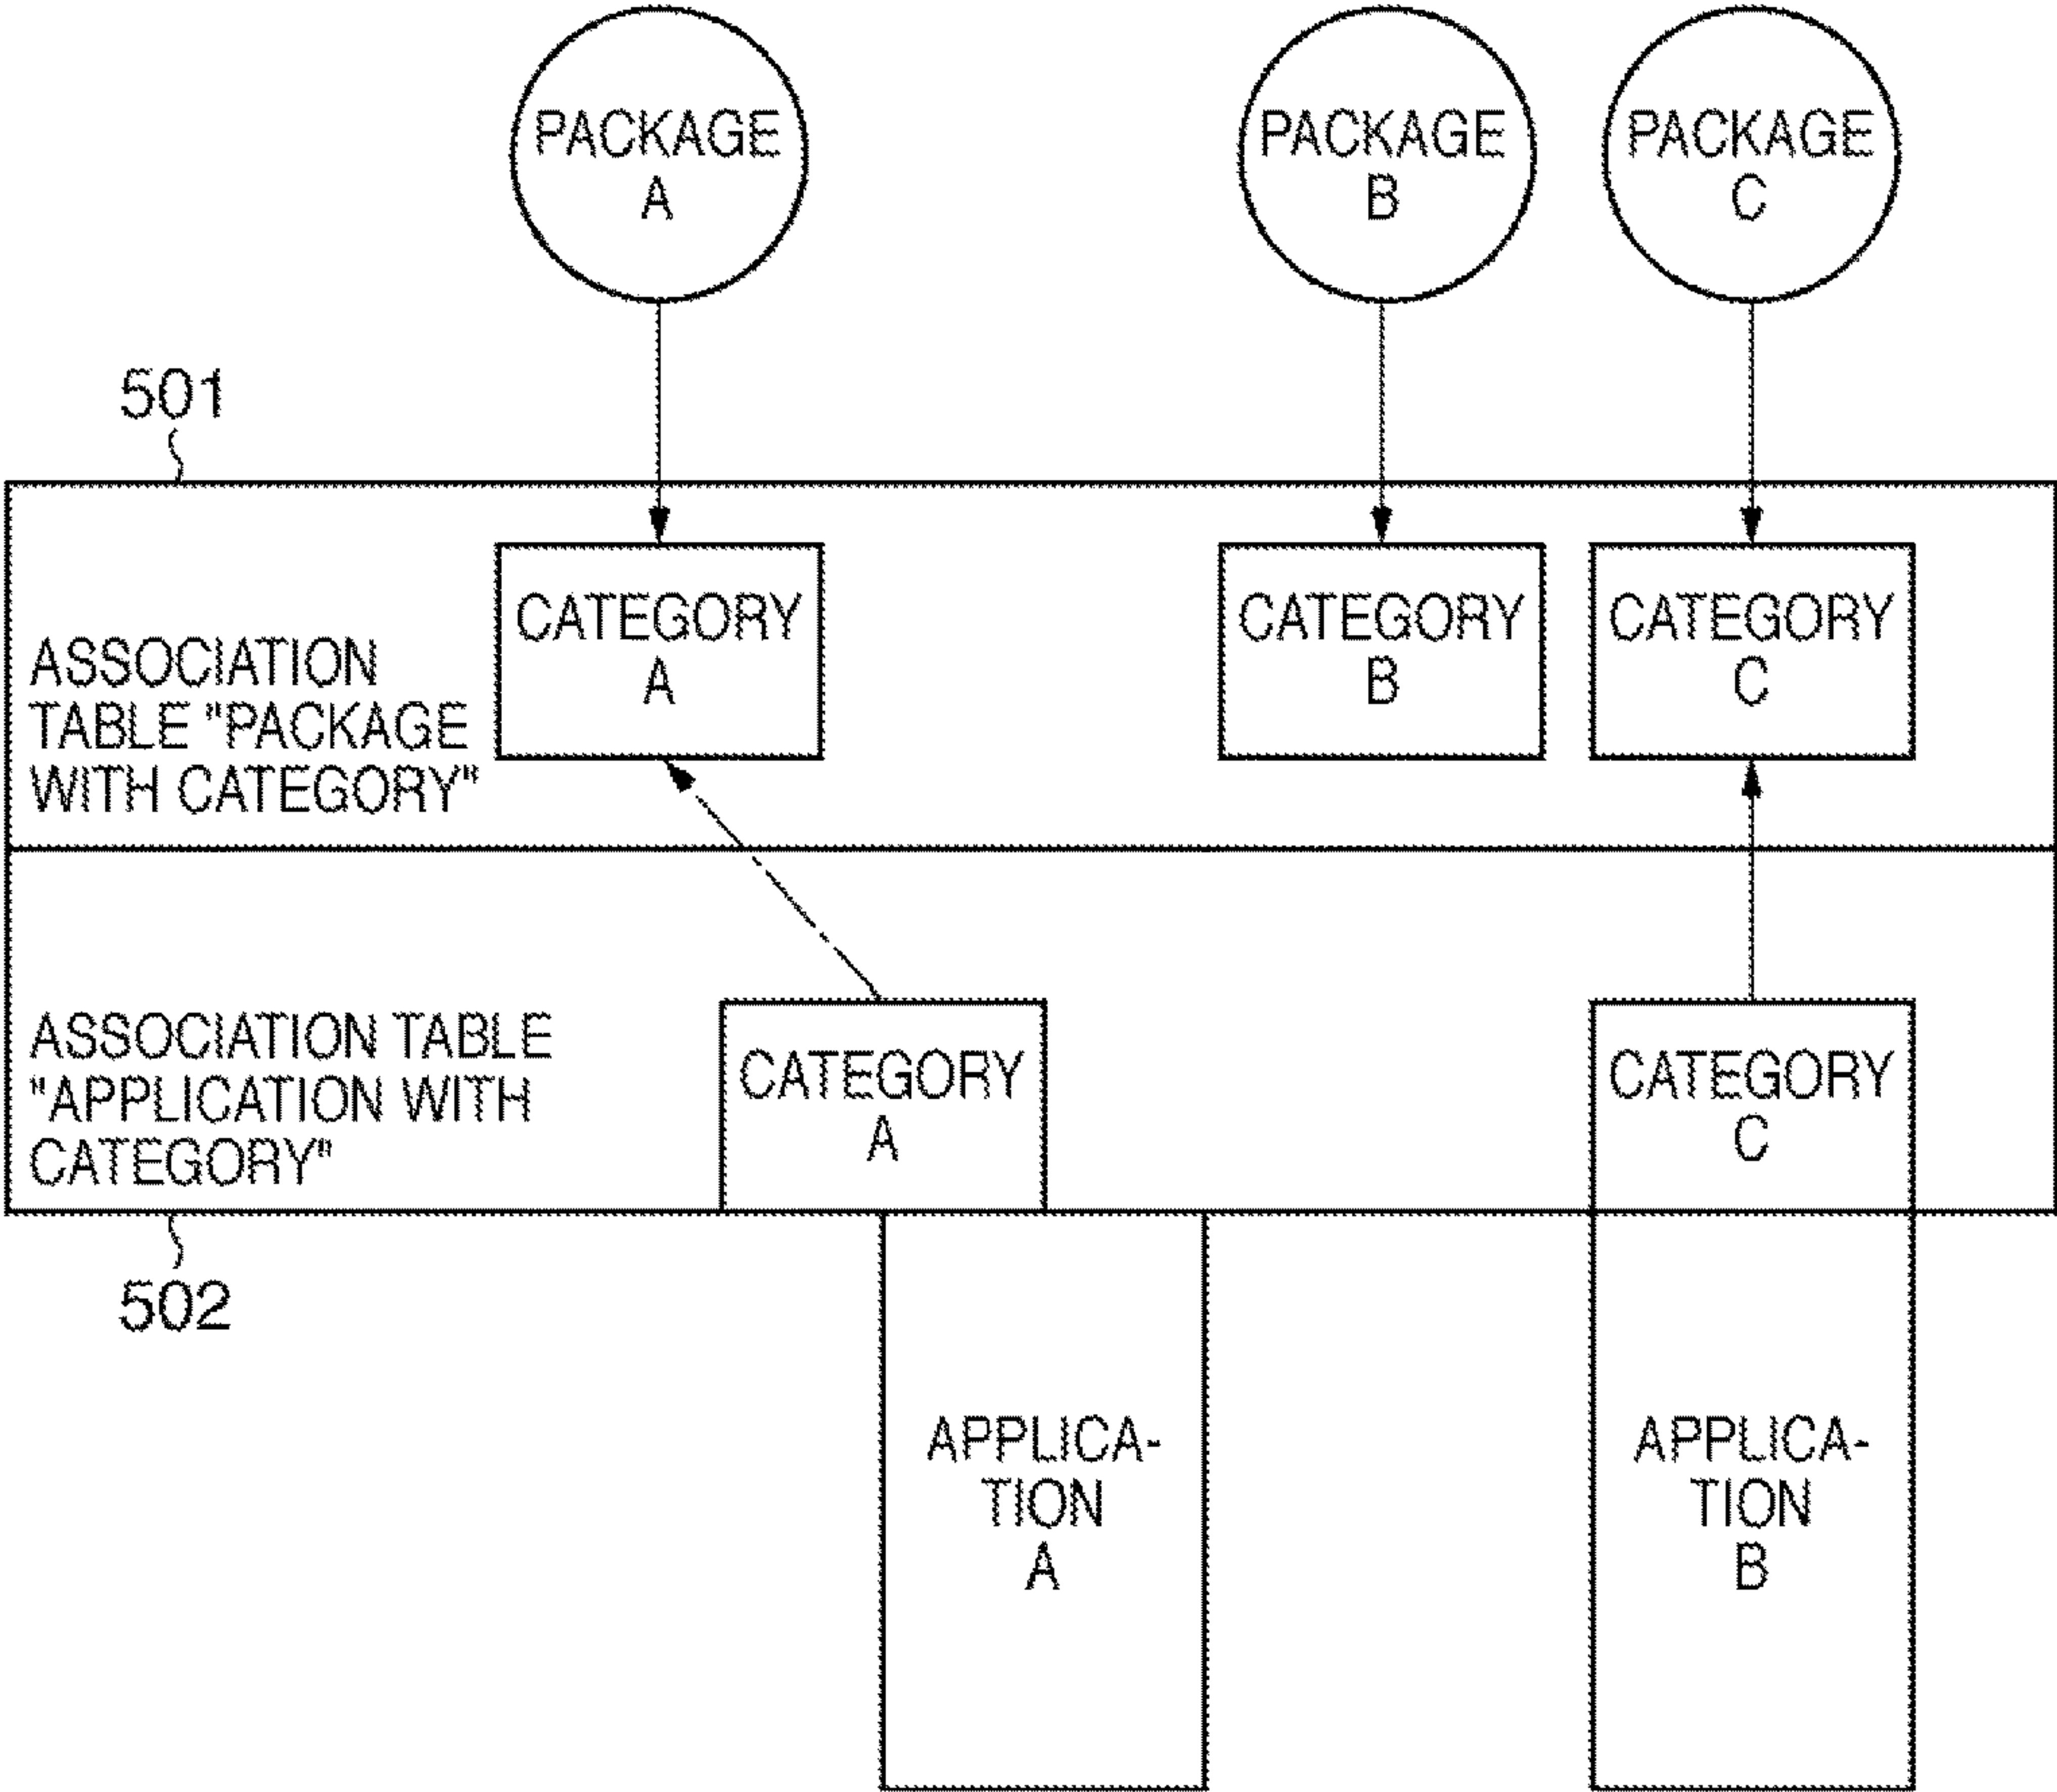 PACKAGE
A
PACKAGE
B
PACKAGE
C
501
CATEGORY
A
CATEGORY
B
CATEGORY
C
ASSOCIATION
TABLE "PACKAGE
WITH CATEGORY"
ASSOCIATION TABLE
"APPLICATION WITH
CATEGORY"
CATEGORY
A
CATEGORY
C
502
APPLICA-
TION
A
APPLICA-
TION
B